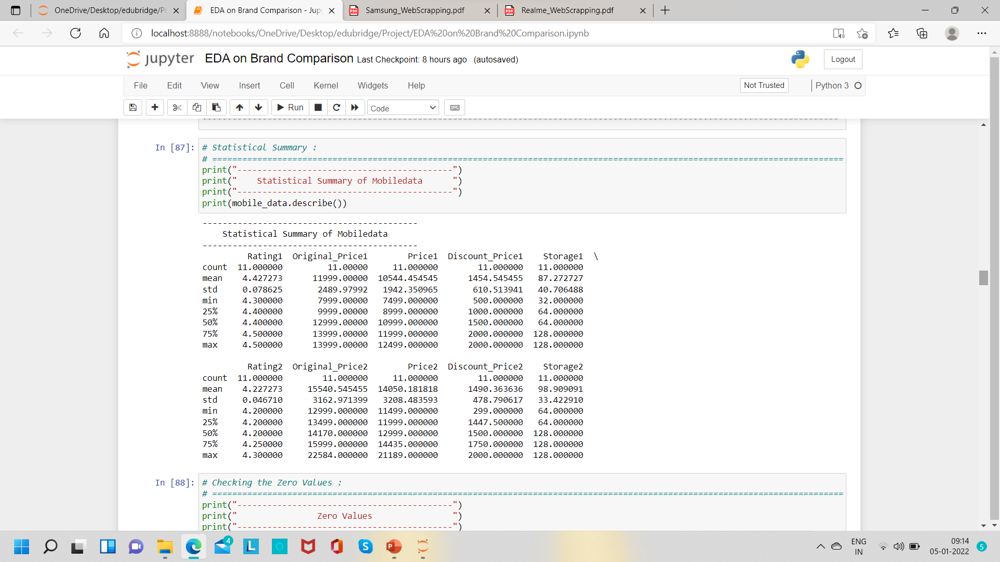 OneDrive/Desktop/edubridge/Pr
EDA on Brand Comparison - Jup
Samsung_WebScrapping.pdf
Realme_WebScrapping.pdf
localhost:8888/notebooks/OneDrive/Desktop/edubridge/Project/EDA%20on%20Brand%20Comparison.ipynb
jupyter EDA on Brand Comparison Last Checkpoint: 8 hours ago (autosaved)
Logout
File Edit View Insert Cell Kernel Widgets Help
Not Trusted
Python 3
Run
Code
In [87]: # Statistical Summary :
# ==============================================================================================================================
print("-------------------------------------------")
print("    Statistical Summary of Mobiledata      ")
print("-------------------------------------------")
print(mobile_data.describe())
-------------------------------------------
    Statistical Summary of Mobiledata
-------------------------------------------
         Rating1  Original_Price1        Price1  Discount_Price1    Storage1  \
count  11.000000         11.00000     11.000000        11.000000   11.000000
mean    4.427273      11999.00000  10544.454545      1454.545455   87.272727
std     0.078625       2489.97992   1942.350965       610.513941   40.706488
min     4.300000       7999.00000   7499.000000       500.000000   32.000000
25%     4.400000       9999.00000   8999.000000      1000.000000   64.000000
50%     4.400000      12999.00000  10999.000000      1500.000000   64.000000
75%     4.500000      13999.00000  11999.000000      2000.000000  128.000000
max     4.500000      13999.00000  12499.000000      2000.000000  128.000000
         Rating2  Original_Price2        Price2  Discount_Price2    Storage2
count  11.000000        11.000000     11.000000        11.000000   11.000000
mean    4.227273     15540.545455  14050.181818      1490.363636   98.909091
std     0.046710      3162.971399   3208.483593       478.790617   33.422910
min     4.200000     12999.000000  11499.000000       299.000000   64.000000
25%     4.200000     13499.000000  11999.000000      1447.500000   64.000000
50%     4.200000     14170.000000  12999.000000      1500.000000  128.000000
75%     4.250000     15999.000000  14435.000000      1750.000000  128.000000
max     4.300000     22584.000000  21189.000000      2000.000000  128.000000
In [88]: # Checking the Zero Values :
# ==============================================================================================================================
print("-------------------------------------------")
print("                Zero Values                ")
print("-------------------------------------------")
4
ENG
IN
09:14
05-01-2022
5